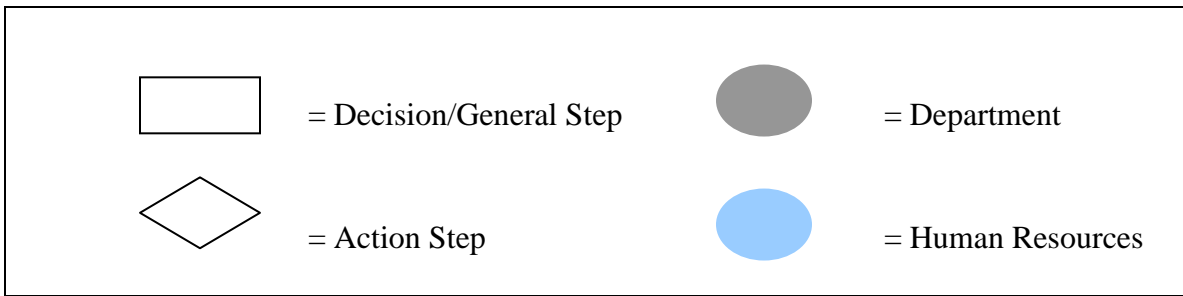 = Decision/General Step
= Department
= Action Step
= Human Resources